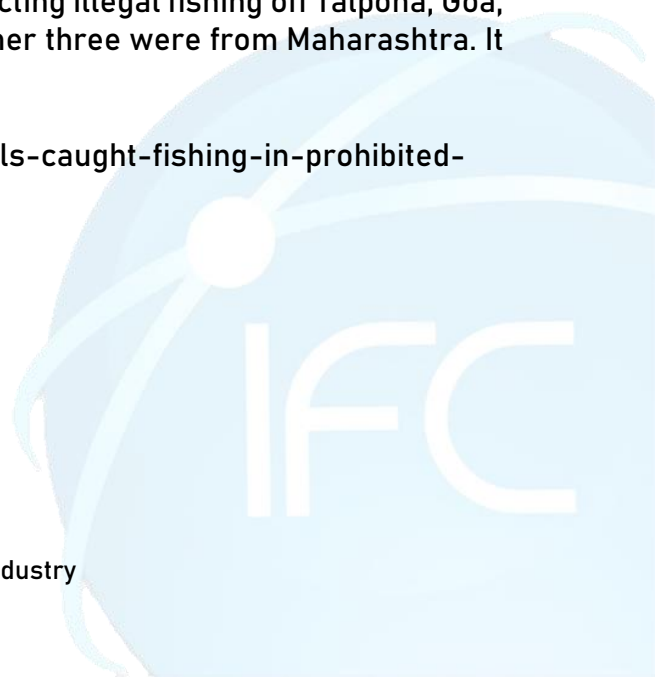 cting illegal fishing off Talpona, Goa,
her three were from Maharashtra. It
ls-caught-fishing-in-prohibited-
IFC
dustry